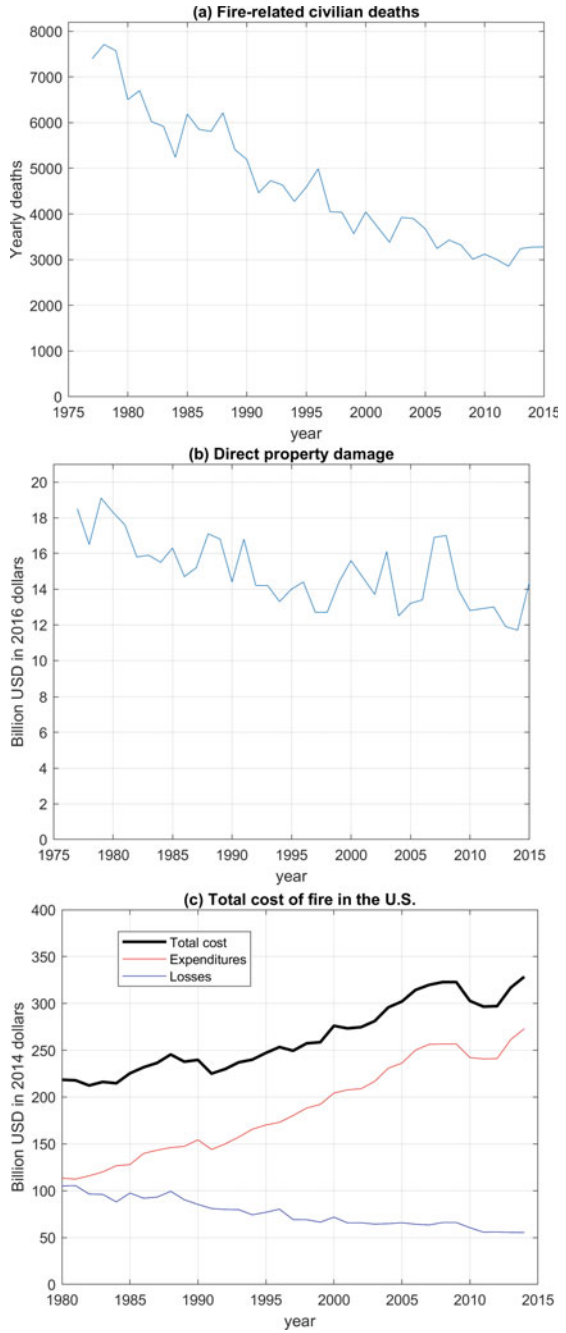 (a) Fire-related civilian deaths
8000
7000
6000
5000
4000
3000
2000
1000
0
Yearly deaths
1975 1980 1985 1990 1995 2000 2005 2010 2015
year
(b) Direct property damage
20
18
16
14
12
10
8
6
4
2
0
Billion USD in 2016 dollars
1975 1980 1985 1990 1995 2000 2005 2010 2015
year
(c) Total cost of fire in the U.S.
400
350
300
250
200
150
100
50
0
Billion USD in 2014 dollars
Total cost
Expenditures
Losses
1980 1985 1990 1995 2000 2005 2010 2015
year